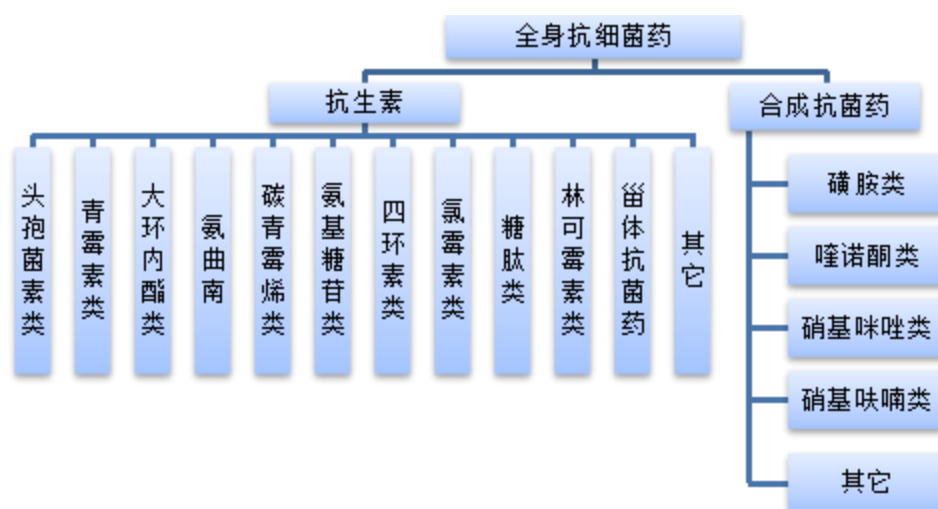 全身抗细菌药
抗生素
合成抗菌药
头孢菌素类
青霉素类
大环内酯类
氨曲南
碳青霉烯类
氨基糖苷类
四环素类
氯霉素类
糖肽类
林可霉素类
甾体抗菌药
其它
磺胺类
喹诺酮类
硝基咪唑类
硝基呋喃类
其它